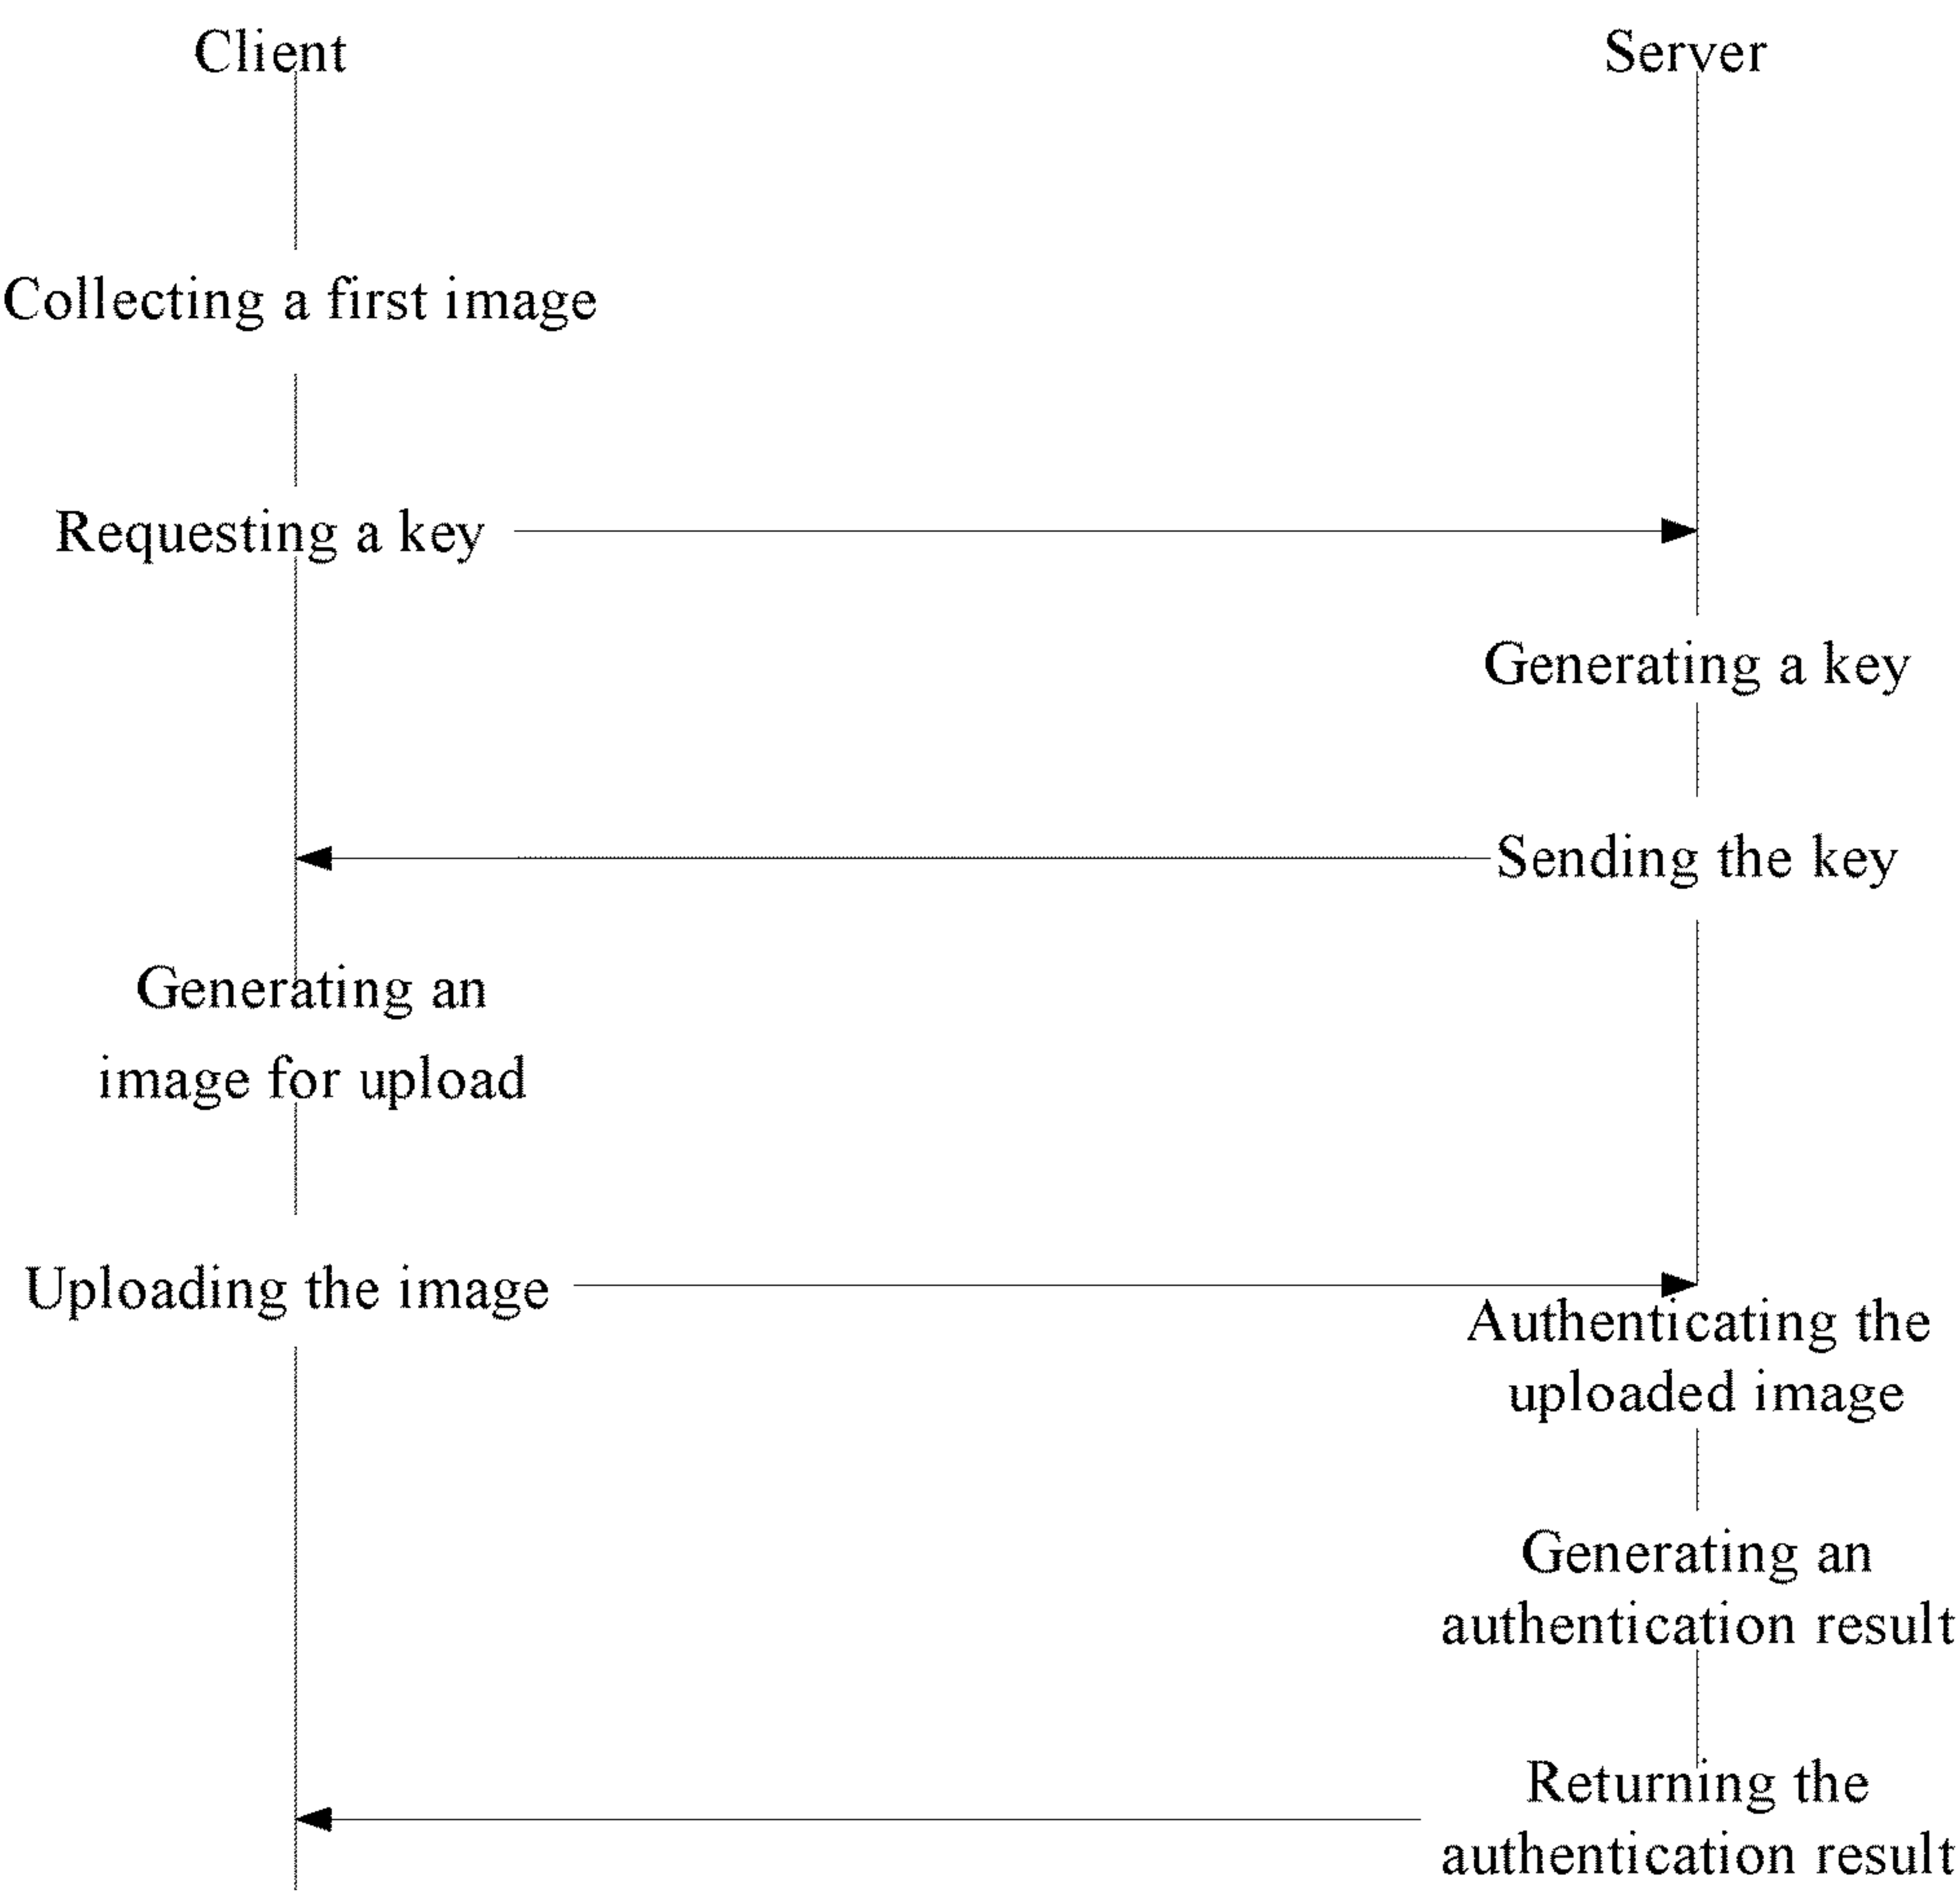 Client
Server
Collecting a first image
Requesting a key
Generating a key
Sending the key
Generating an
image for upload
Uploading the image
Authenticating the
uploaded image
Generating an
authentication result
Returning the
authentication result